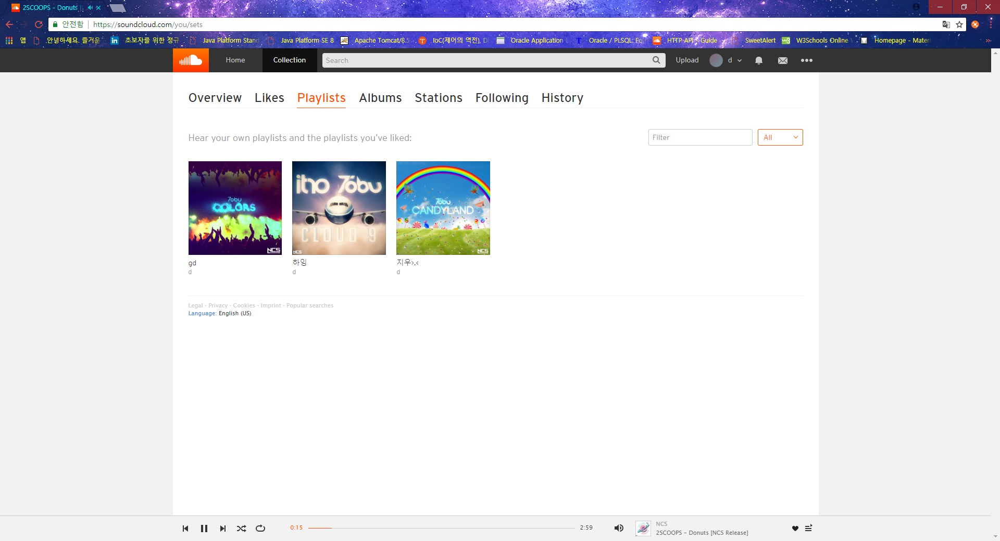 2SCOOPS - Donuts
안전함 https://soundcloud.com/you/sets
앱 안녕하세요. 즐거운 초보자를 위한 정규 Java Platform Stand Java Platform SE 8 Apache Tomcat/8.5 IoC(제어의 역전), D Oracle Application Oracle / PLSQL: HTTP API - Guide SweetAlert W3Schools Online Homepage - Mater
Home Collection Search Upload d
Overview Likes Playlists Albums Stations Following History
Hear your own playlists and the playlists you've liked: Filter All
7obu COLORS NCS
itro 7obu CLOUD 9 NCS
7obu CANDYLAND NCS
gd 하잉 지우>.<
d d d
Legal - Privacy - Cookies - Imprint - Popular searches
Language: English (US)
0:15 2:59
NCS
2SCOOPS - Donuts [NCS Release]